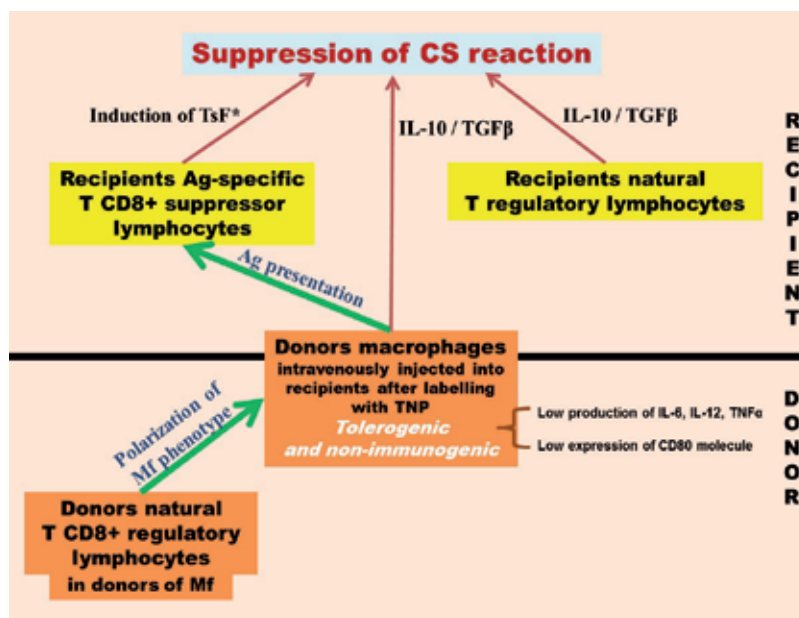 Suppression of CS reaction
Induction of TsF*
IL-10 / TGFβ
IL-10 / TGFβ
Recipients Ag-specific
T CD8+ suppressor
lymphocytes
Recipients natural
T regulatory lymphocytes
RECIPIENT
Ag presentation
Donors macrophages
intravenously injected into
recipients after labelling
with TNP
Tolerogenic
and non-immunogenic
Low production of IL-6, IL-12, TNFα
Low expression of CD80 molecule
DONOR
Polarization of
Mf phenotype
Donors natural
T CD8+ regulatory
lymphocytes
in donors of Mf